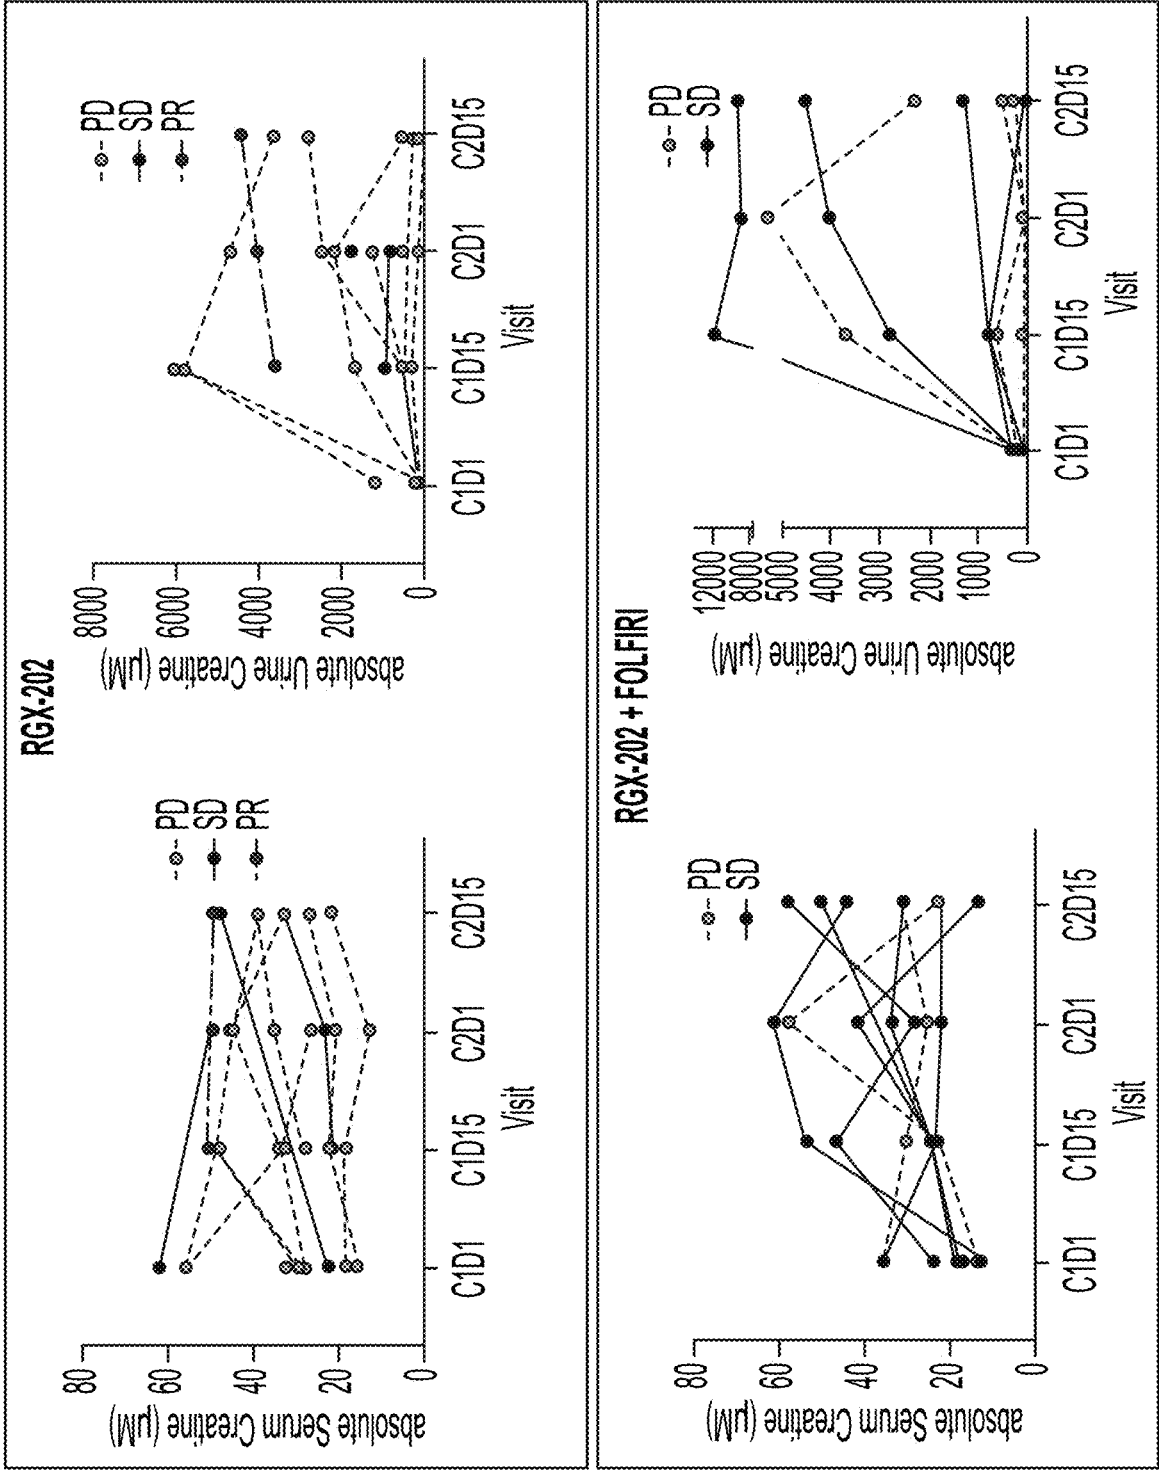 RGX-202
absolute Serum Creatine (µM)
80
60
40
20
0
C1D1
C1D15
C2D1
C2D15
Visit
PD
SD
PR
absolute Urine Creatine (µM)
8000
6000
4000
2000
0
C1D1
C1D15
C2D1
C2D15
Visit
PD
SD
PR
RGX-202 + FOLFIRI
absolute Serum Creatine (µM)
80
60
40
20
0
C1D1
C1D15
C2D1
C2D15
Visit
PD
SD
absolute Urine Creatine (µM)
12000
8000
5000
4000
3000
2000
1000
0
C1D1
C1D15
C2D1
C2D15
Visit
PD
SD